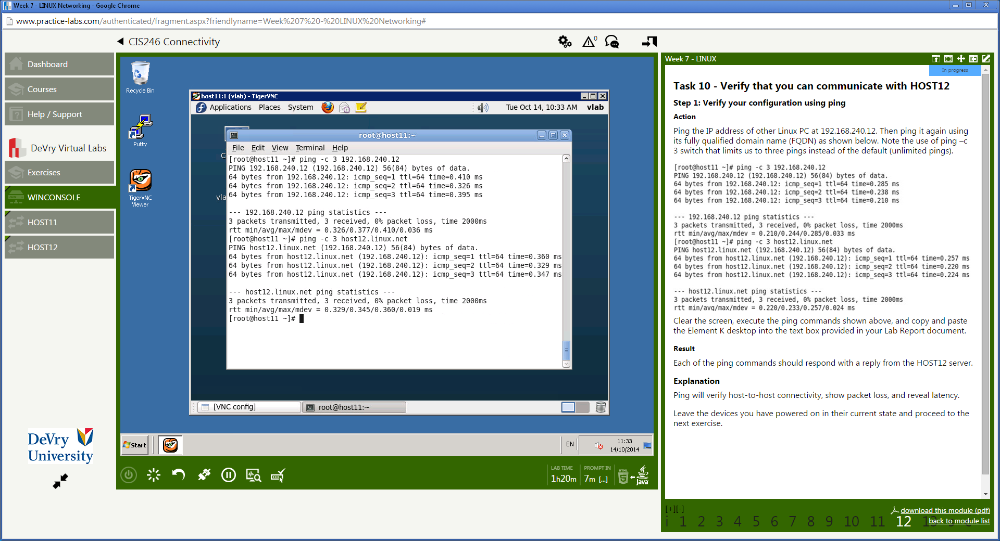 Week 7 - LINUX Networking - Google Chrome
www.practice-labs.com/authenticated/fragment.aspx?friendlyname=Week%207%20-%20LINUX%20Networking#
CIS246 Connectivity
0
Dashboard
Courses
Help / Support
DeVry Virtual Labs
Exercises
WINCONSOLE
HOST11
HOST12
DeVry
University
Recycle Bin
Putty
TigerVNC
Viewer
host11:1 (vlab) - TigerVNC
Applications Places System
Tue Oct 14, 10:33 AM vlab
root@host11:~
File Edit View Terminal Help
[root@host11 ~]# ping -c 3 192.168.240.12
PING 192.168.240.12 (192.168.240.12) 56(84) bytes of data.
64 bytes from 192.168.240.12: icmp_seq=1 ttl=64 time=0.410 ms
64 bytes from 192.168.240.12: icmp_seq=2 ttl=64 time=0.326 ms
64 bytes from 192.168.240.12: icmp_seq=3 ttl=64 time=0.395 ms
--- 192.168.240.12 ping statistics ---
3 packets transmitted, 3 received, 0% packet loss, time 2000ms
rtt min/avg/max/mdev = 0.326/0.377/0.410/0.036 ms
[root@host11 ~]# ping -c 3 host12.linux.net
PING host12.linux.net (192.168.240.12) 56(84) bytes of data.
64 bytes from host12.linux.net (192.168.240.12): icmp_seq=1 ttl=64 time=0.360 ms
64 bytes from host12.linux.net (192.168.240.12): icmp_seq=2 ttl=64 time=0.329 ms
64 bytes from host12.linux.net (192.168.240.12): icmp_seq=3 ttl=64 time=0.347 ms
--- host12.linux.net ping statistics ---
3 packets transmitted, 3 received, 0% packet loss, time 2000ms
rtt min/avg/max/mdev = 0.329/0.345/0.360/0.019 ms
[root@host11 ~]#
C
vla
[VNC config]
root@host11:~
Start
EN
11:33
14/10/2014
LAB TIME
1h20m
PROMPT IN
7m [...]
HTML
5
Java
Week 7 - LINUX
In progress
Task 10 - Verify that you can communicate with HOST12
Step 1: Verify your configuration using ping
Action
Ping the IP address of other Linux PC at 192.168.240.12. Then ping it again using
its fully qualified domain name (FQDN) as shown below. Note the use of ping –c
3 switch that limits us to three pings instead of the default (unlimited pings).
[root@host11 ~]# ping -c 3 192.168.240.12
PING 192.168.240.12 (192.168.240.12) 56(84) bytes of data.
64 bytes from 192.168.240.12: icmp_seq=1 ttl=64 time=0.285 ms
64 bytes from 192.168.240.12: icmp_seq=2 ttl=64 time=0.238 ms
64 bytes from 192.168.240.12: icmp_seq=3 ttl=64 time=0.210 ms
--- 192.168.240.12 ping statistics ---
3 packets transmitted, 3 received, 0% packet loss, time 2000ms
rtt min/avg/max/mdev = 0.210/0.244/0.285/0.033 ms
[root@host11 ~]# ping -c 3 host12.linux.net
PING host12.linux.net (192.168.240.12) 56(84) bytes of data.
64 bytes from host12.linux.net (192.168.240.12): icmp_seq=1 ttl=64 time=0.257 ms
64 bytes from host12.linux.net (192.168.240.12): icmp_seq=2 ttl=64 time=0.220 ms
64 bytes from host12.linux.net (192.168.240.12): icmp_seq=3 ttl=64 time=0.224 ms
--- host12.linux.net ping statistics ---
3 packets transmitted, 3 received, 0% packet loss, time 2000ms
rtt min/avg/max/mdev = 0.220/0.233/0.257/0.024 ms
Clear the screen, execute the ping commands shown above, and copy and paste
the Element K desktop into the text box provided in your Lab Report document.
Result
Each of the ping commands should respond with a reply from the HOST12 server.
Explanation
Ping will verify host-to-host connectivity, show packet loss, and reveal latency.
Leave the devices you have powered on in their current state and proceed to the
next exercise.
[+][-]
download this module (pdf)
i 1 2 3 4 5 6 7 8 9 10 11 12
back to module list